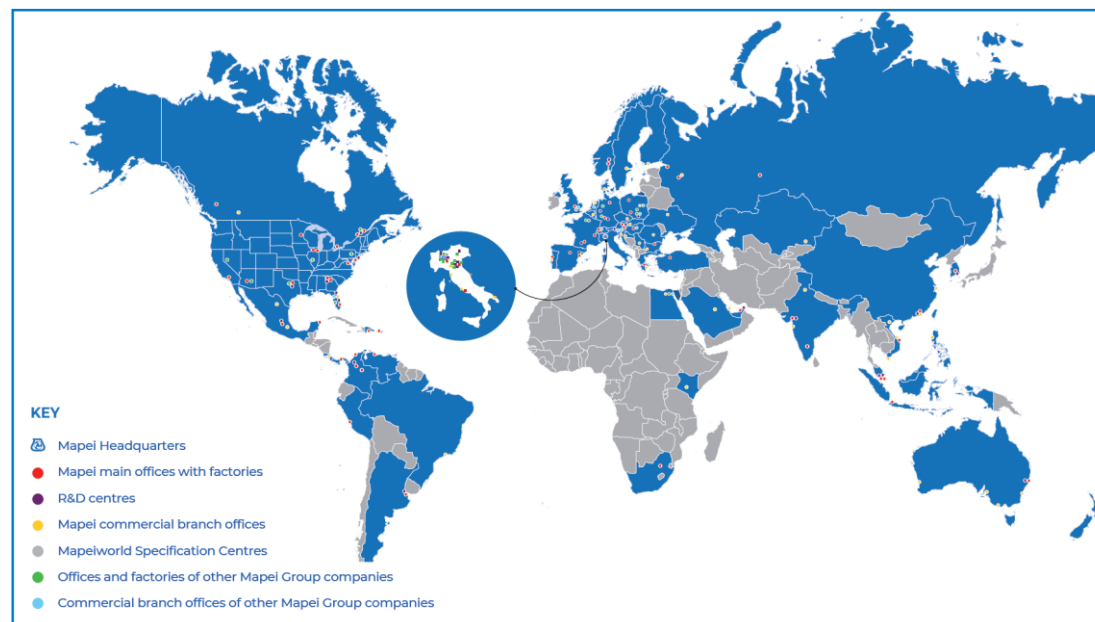 KEY
Mapei Headquarters
Mapei main offices with factories
R&D centres
Mapei commercial branch offices
Mapeiworld Specification Centres
Offices and factories of other Mapei Group companies
Commercial branch offices of other Mapei Group companies